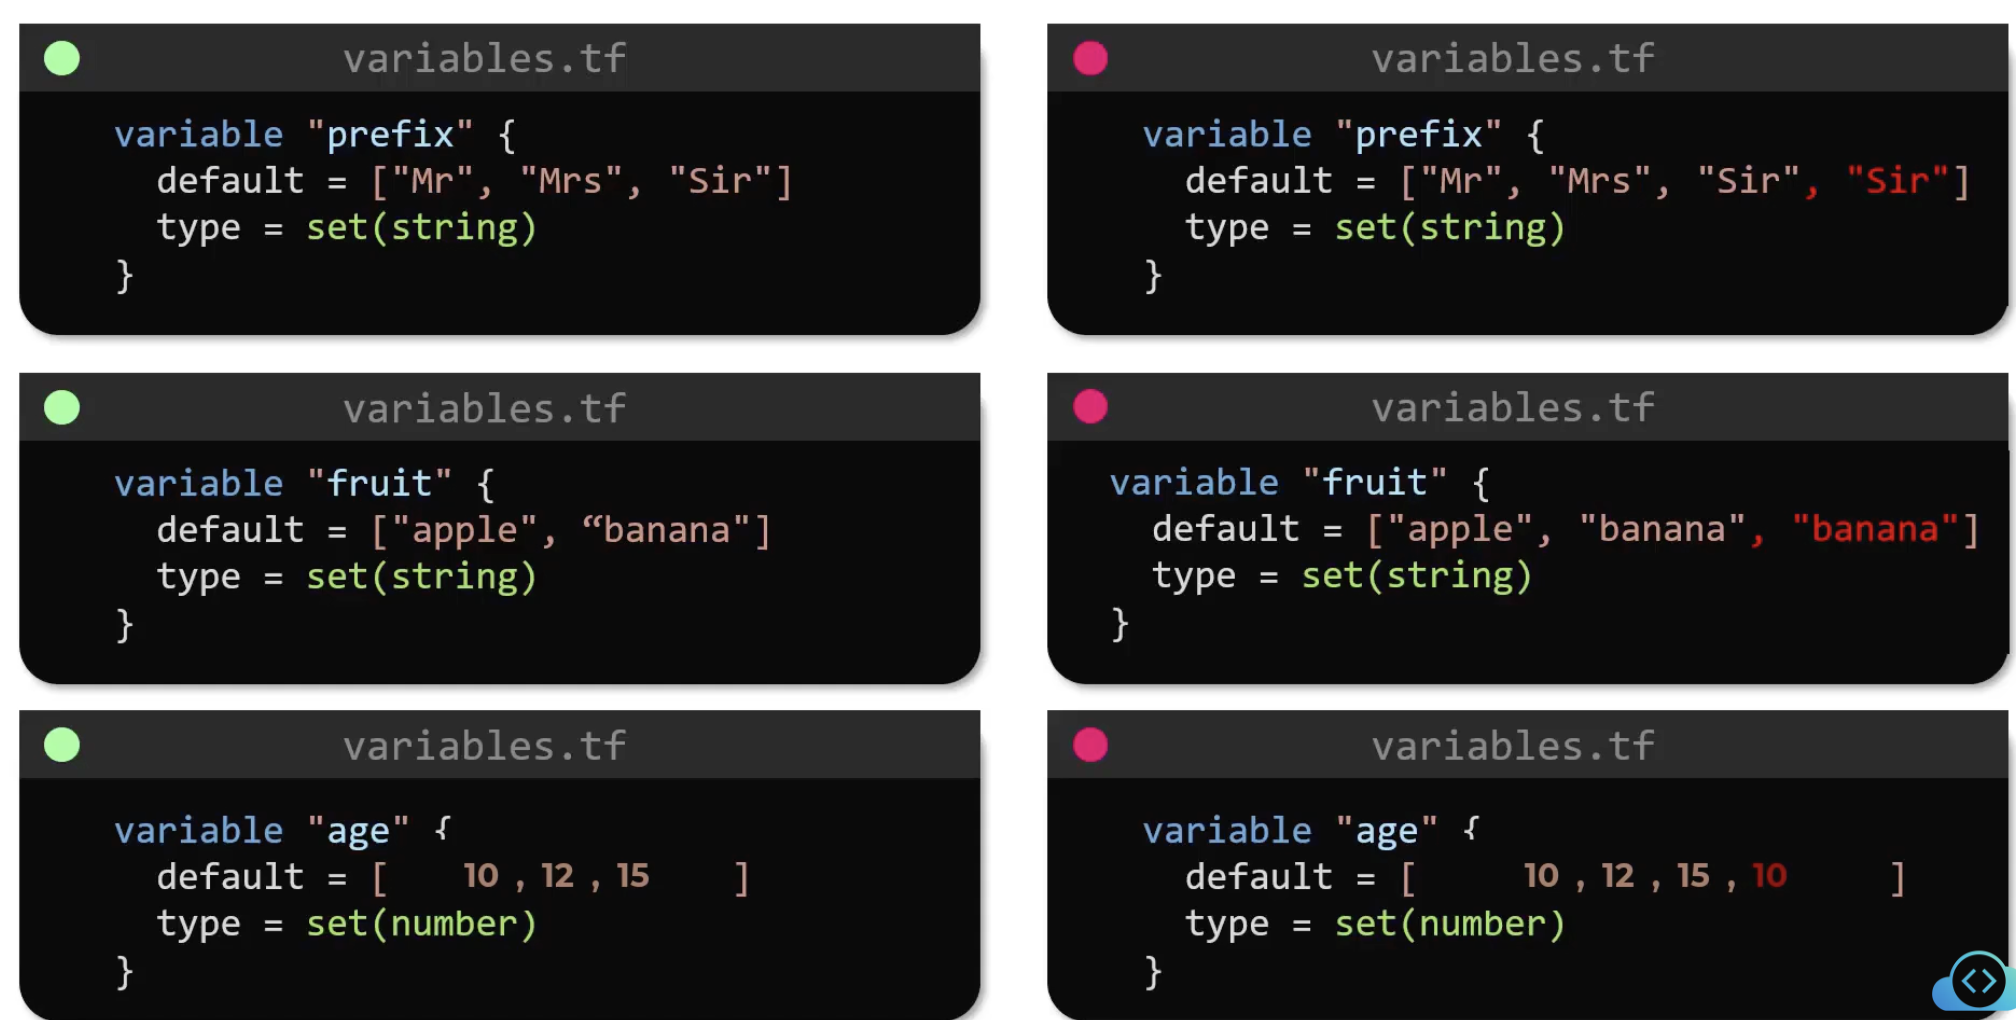 variables.tf
variable "prefix" {
default = ["Mr", "Mrs", "Sir"]
type = set(string)
}
variables.tf
variable "prefix" {
default = ["Mr", "Mrs", "Sir", "Sir"]
type = set(string)
}
variables.tf
variable "fruit" {
default = ["apple", “banana"]
type = set(string)
}
variables.tf
variable "fruit" {
default = ["apple", "banana", "banana"]
type = set(string)
}
variables.tf
variable "age" {
default = [ 10 , 12 , 15 ]
type = set(number)
}
variables.tf
variable "age" {
default = [ 10 , 12 , 15 , 10 ]
type = set(number)
}